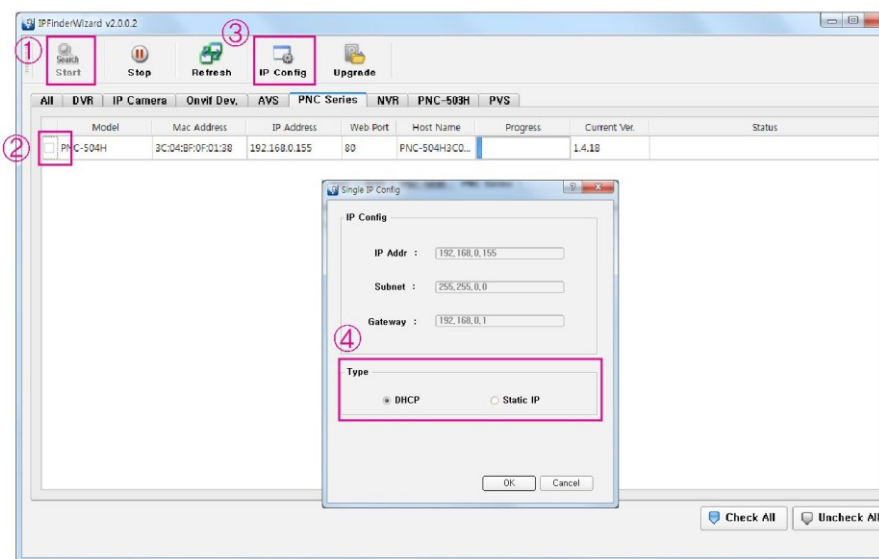 IPFinderWizard v2.0.0.2
① ③
Search
Start Stop Refresh IP Config Upgrade
All DVR IP Camera Onvif Dev, AVS PNC Series NVR PNC-503H PVS
Model Mac Address IP Address Web Port Host Name Progress Current Ver. Status
② PNC-504H 3C:04:BF:0F:01:38 192.168.0.155 80 PNC-504H3C0... 1.4.18
Single IP Config
IP Config
IP Addr : 192,168,0,155
Subnet : 255,255,0,0
Gateway : 192,168,0,1
④
Type
DHCP Static IP
OK Cancel
Check All Uncheck All